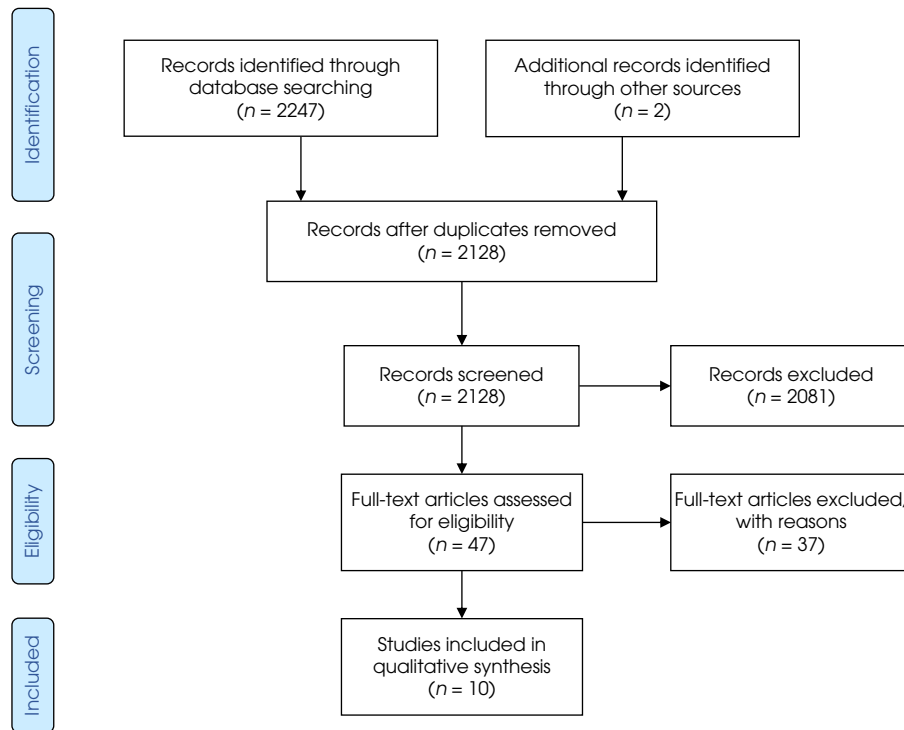 Identification
Records identified through
database searching
(n = 2247)
Additional records identified
through other sources
(n = 2)
Records after duplicates removed
(n = 2128)
Screening
Records screened
(n = 2128)
Records excluded
(n = 2081)
Eligibility
Full-text articles assessed
for eligibility
(n = 47)
Full-text articles excluded,
with reasons
(n = 37)
Included
Studies included in
qualitative synthesis
(n = 10)